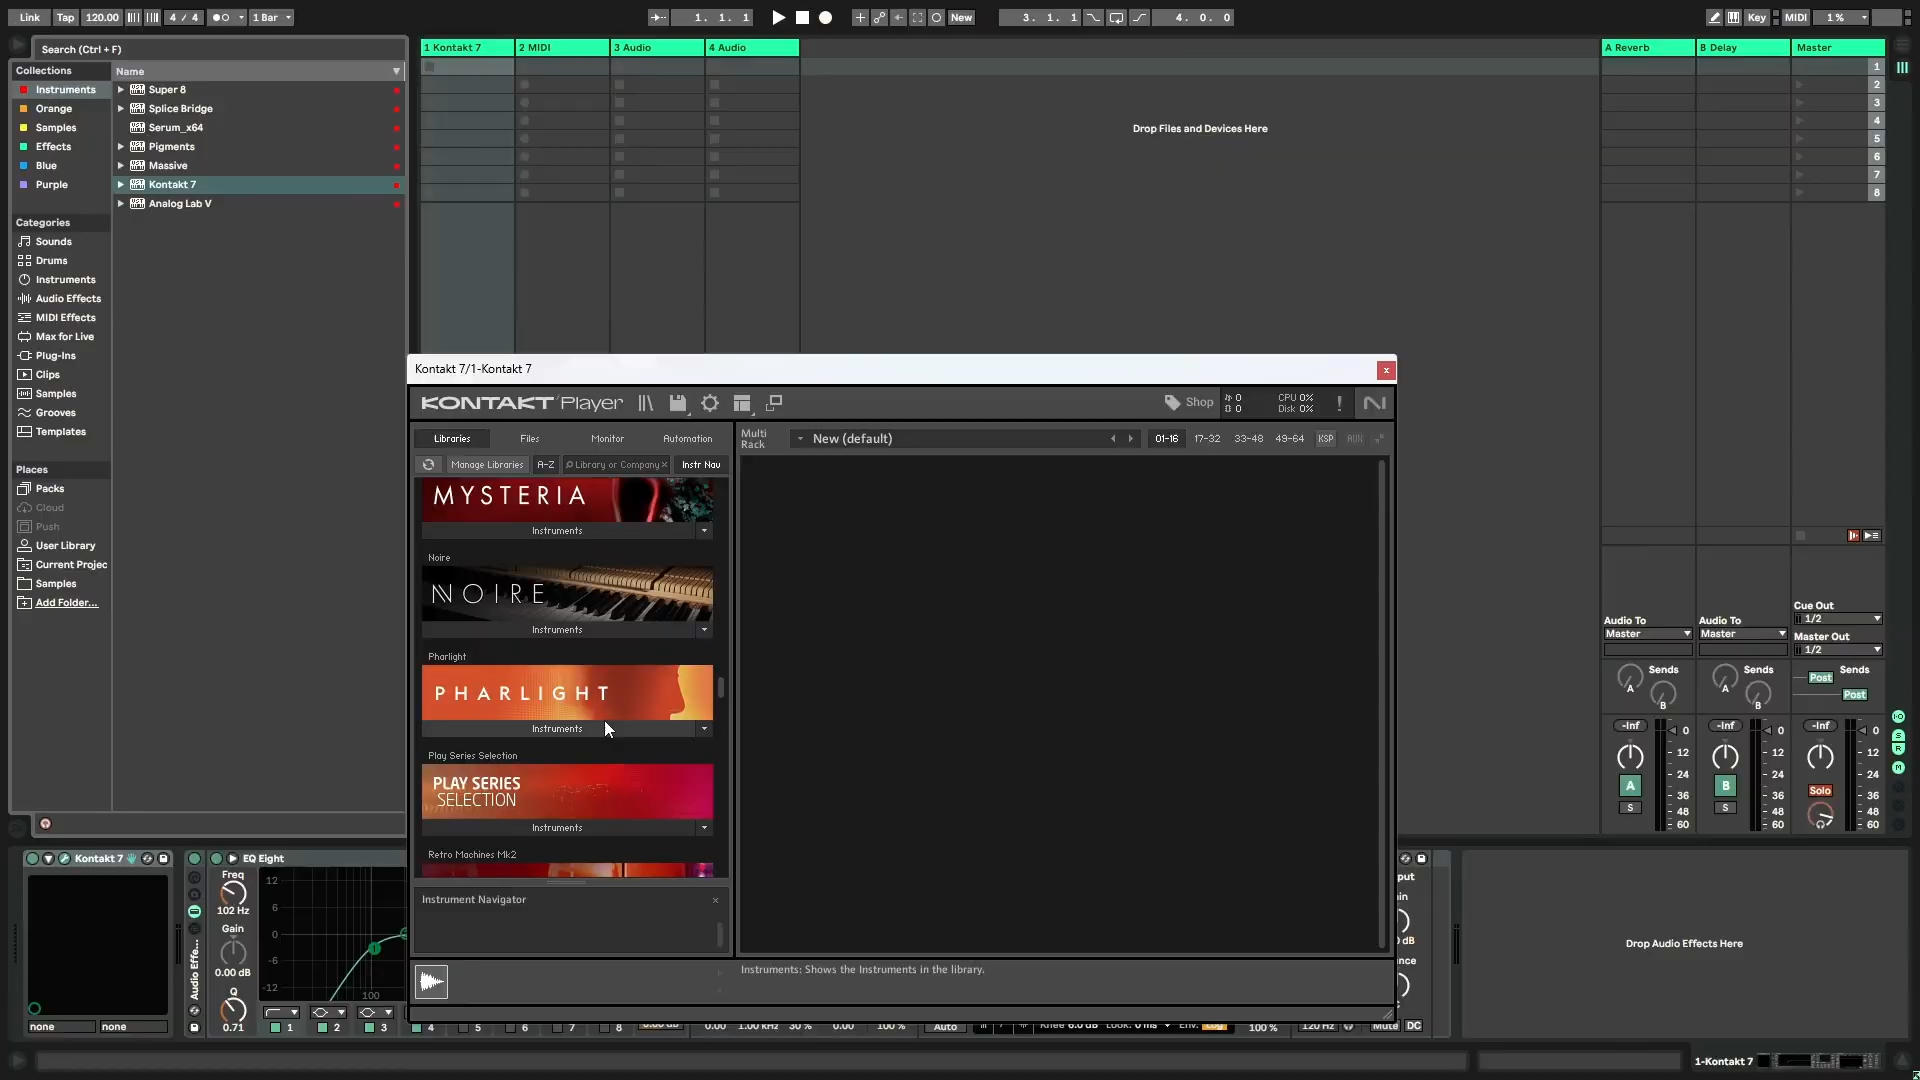 Link Tap 120.00 4 / 4 1 Bar 1. 1. 1 New 3. 1. 1 4. 0. 0 Key MIDI 1 %
Search (Ctrl + F)
Collections
Instruments
Orange
Samples
Effects
Blue
Purple
Categories
Sounds
Drums
Instruments
Audio Effects
MIDI Effects
Max for Live
Plug-Ins
Clips
Samples
Grooves
Templates
Places
Packs
Cloud
Push
User Library
Current Projec
Samples
Add Folder...
Name
Super 8
Splice Bridge
Serum_x64
Pigments
Massive
Kontakt 7
Analog Lab V
1 Kontakt 7 2 MIDI 3 Audio 4 Audio
Drop Files and Devices Here
A Reverb B Delay Master
1
2
3
4
5
6
7
8
Cue Out
1/2
Audio To Audio To Master Out
Master Master 1/2
Sends Sends Sends
A A Post
B B Post
-Inf -Inf -Inf
0 0 0
12 12 12
24 24 24
A B Solo
36 36 36
S S
48 48 48
60 60 60
Kontakt 7/1-Kontakt 7 x
KONTAKT Player Shop 0 0 CPU 0% Disk 0% !
Libraries Files Monitor Automation
Manage Libraries A-Z Library or Company × Instr Nav
Multi Rack New (default) 01-16 17-32 33-48 49-64 KSP AUX
MYSTERIA
Instruments
Noire
NOIRE
Instruments
Pharlight
PHARLIGHT
Instruments
Play Series Selection
PLAY SERIES
SELECTION
Instruments
Retro Machines Mk2
Instrument Navigator ×
Instruments: Shows the Instruments in the library.
Kontakt 7
none none
Audio Effe...
EQ Eight
Freq
102 Hz
Gain
0.00 dB
Q
0.71
12
6
0
-6
-12
100
1 2 3 4 5 6 7 8
0.00 1.00 kHz 30 % 0.00 100 % Auto Knee 6.0 dB Look. 0 ms Env. Log 100 % 120 Hz Mute DC
Drop Audio Effects Here
1-Kontakt 7